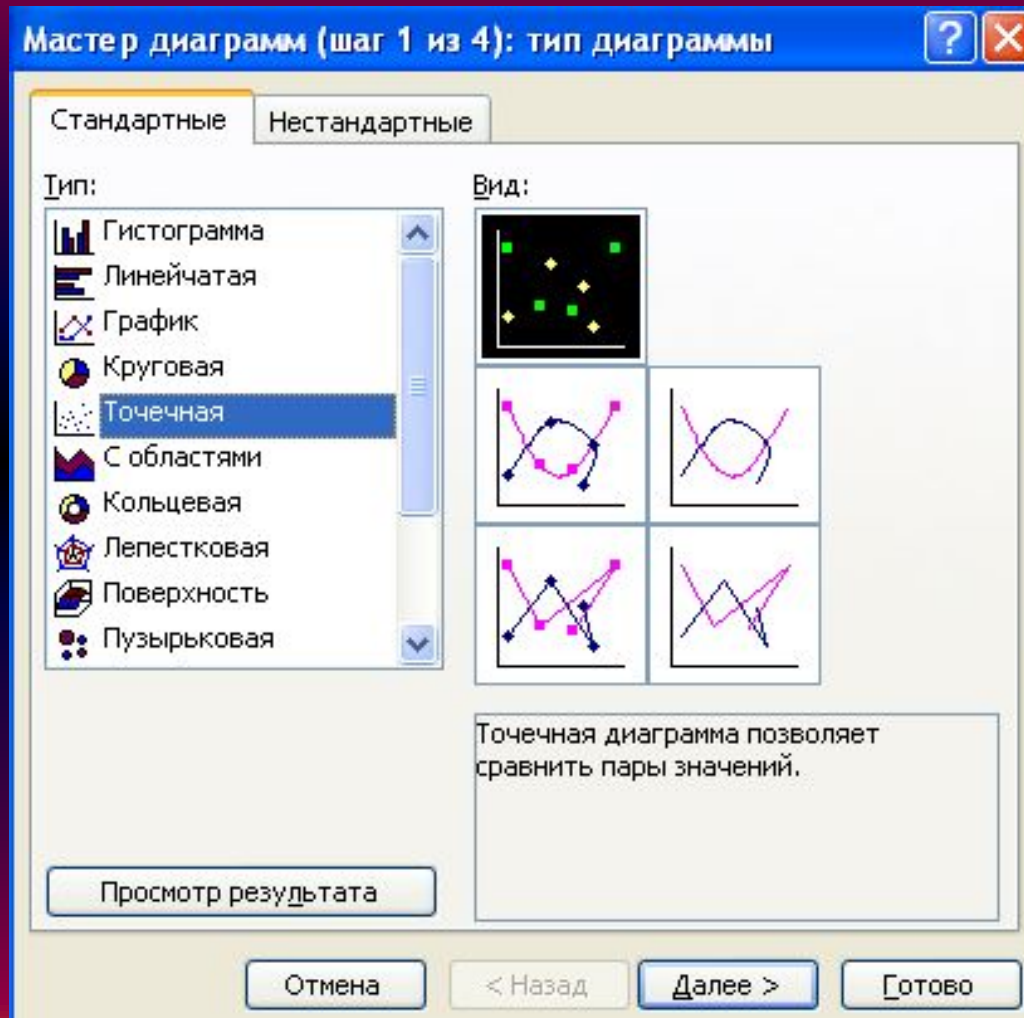 Мастер диаграмм (шаг 1 из 4): тип диаграммы
?
Стандартные
Нестандартные
Тип:
Гистограмма
Линейчатая
График
Круговая
Точечная
С областями
Кольцевая
Лепестковая
Поверхность
Пузырьковая
Вид:
Точечная диаграмма позволяет
сравнить пары значений.
Просмотр результата
Отмена
< Назад
Далее >
Готово